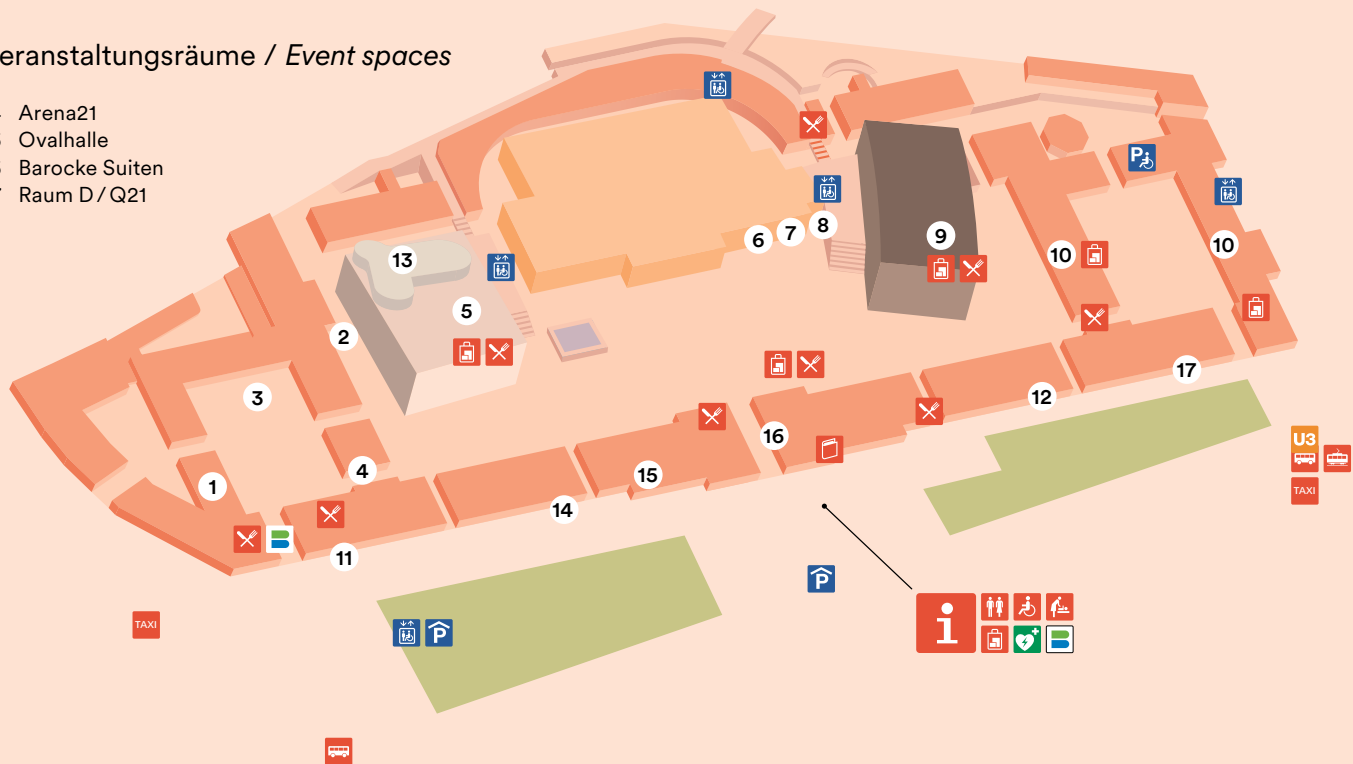 eranstaltungsräume / Event spaces
Arena21
Ovalhalle
Barocke Suiten
Raum D / Q21
P
13
6
7
8
9
10
10
5
2
3
17
12
16
4
15
1
14
11
U3
TAXI
P
i
TAXI
P